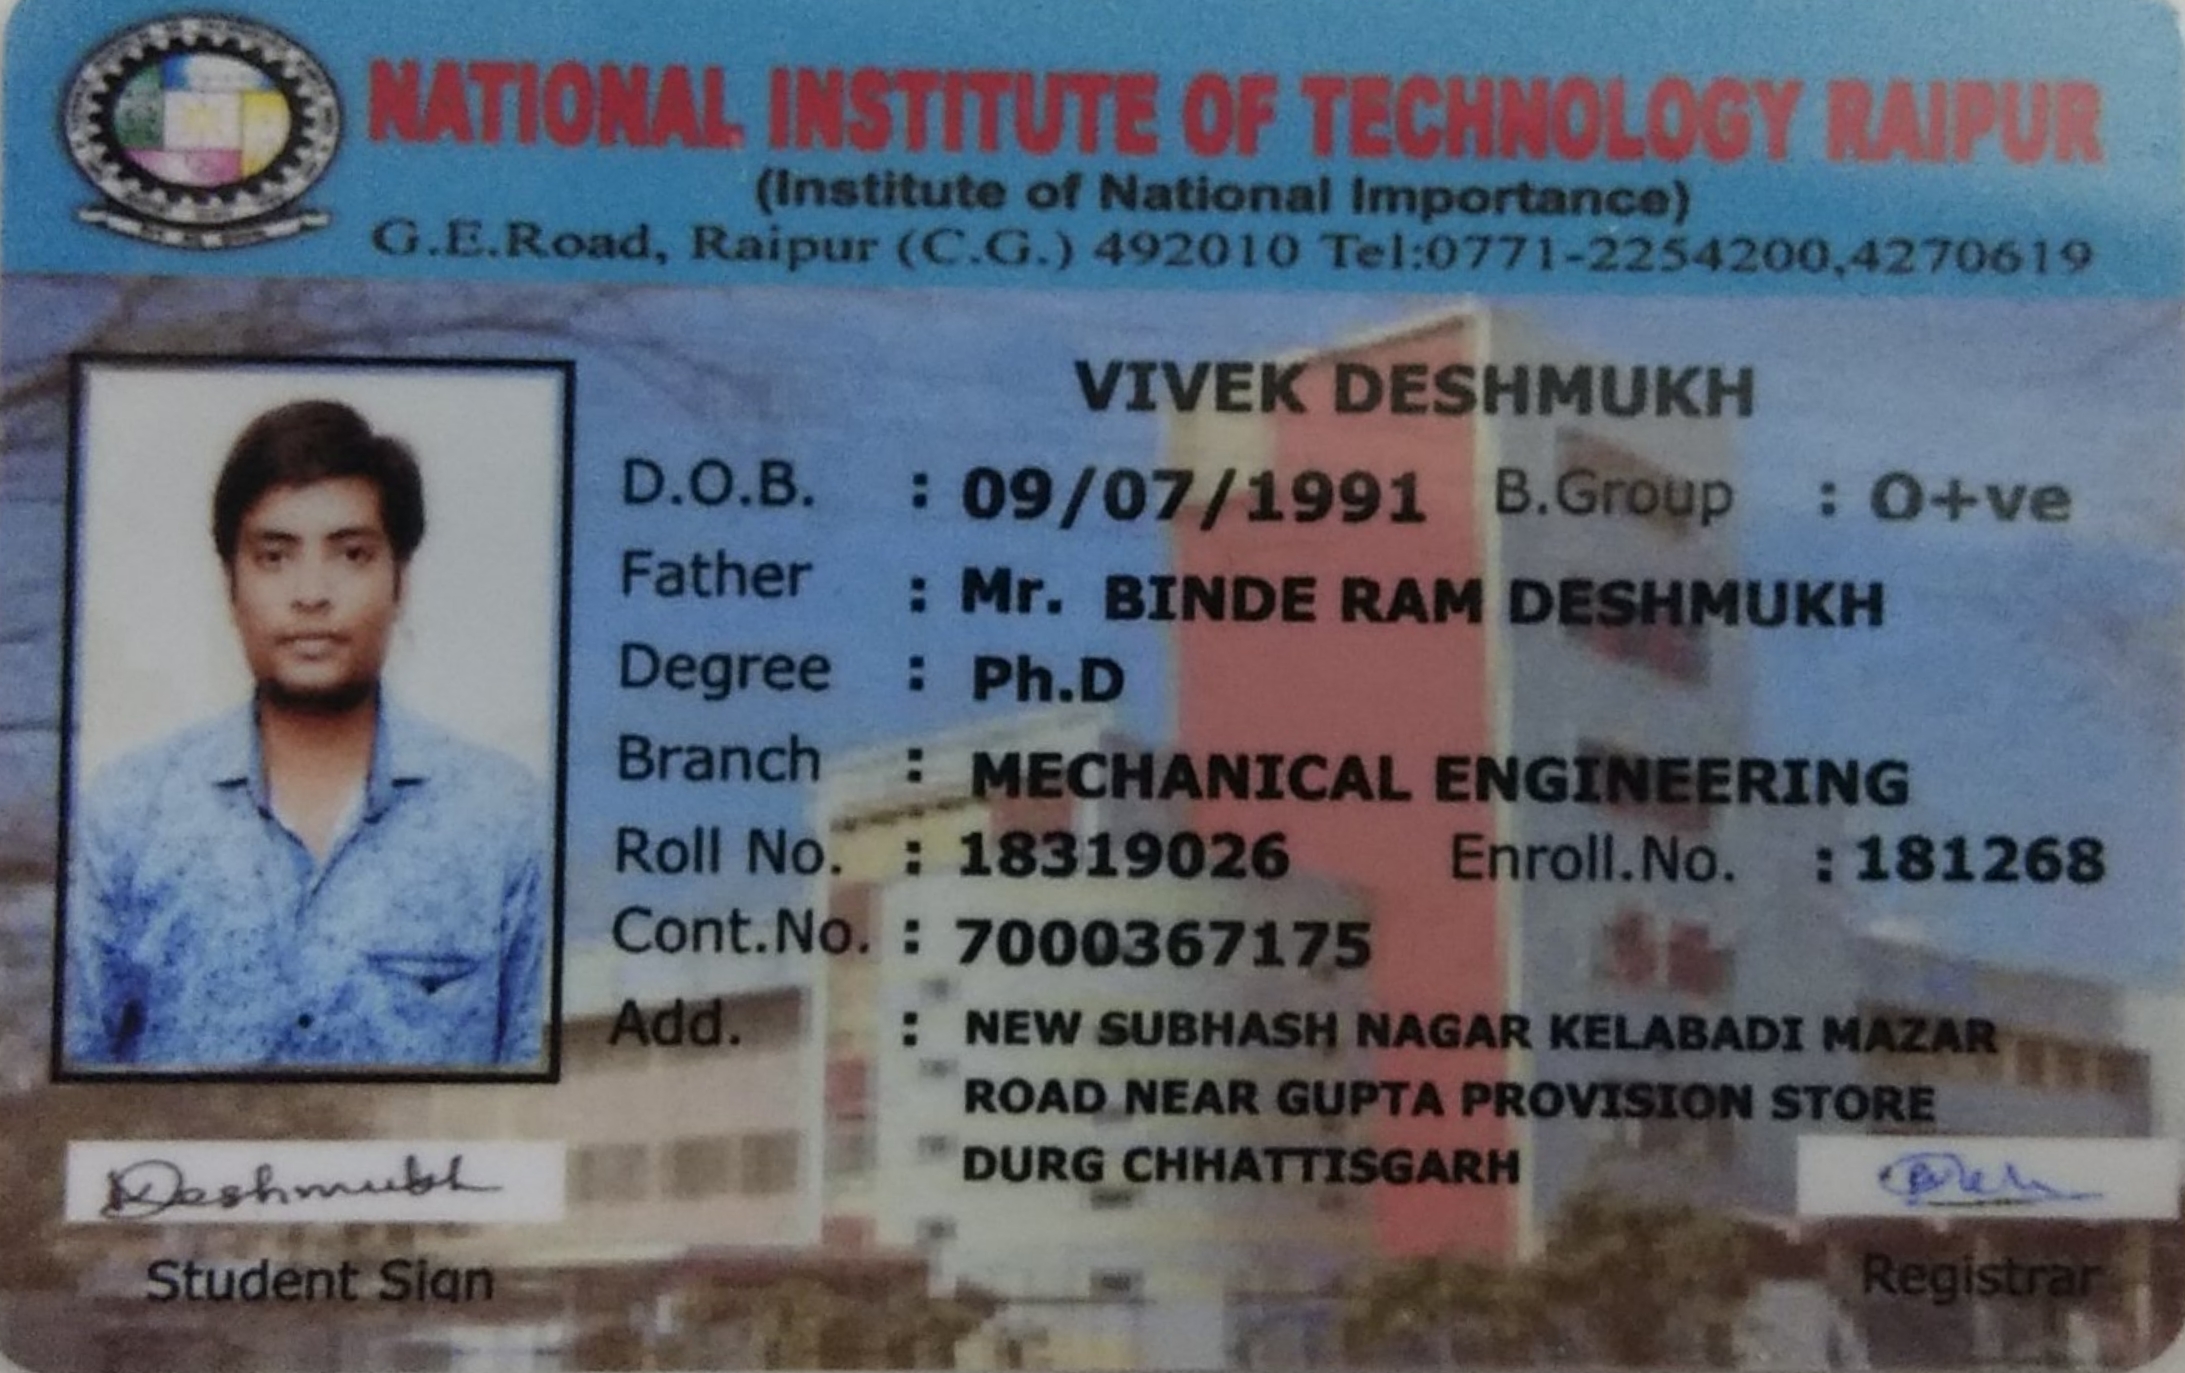 NATIONAL INSTITUTE OF TECHNOLOGY RAIPUR
(Institute of National Importance)
G.E.Road, Raipur (C.G.) 492010 Tel:0771-2254200,4270619
VIVEK DESHMUKH
D.O.B. : 09/07/1991 B.Group : O+ve
Father : Mr. BINDE RAM DESHMUKH
Degree : Ph.D
Branch : MECHANICAL ENGINEERING
Roll No. : 18319026 Enroll.No. : 181268
Cont.No. : 7000367175
Add. : NEW SUBHASH NAGAR KELABADI MAZAR
ROAD NEAR GUPTA PROVISION STORE
DURG CHHATTISGARH
Deshmukh
Student Sign
Registrar